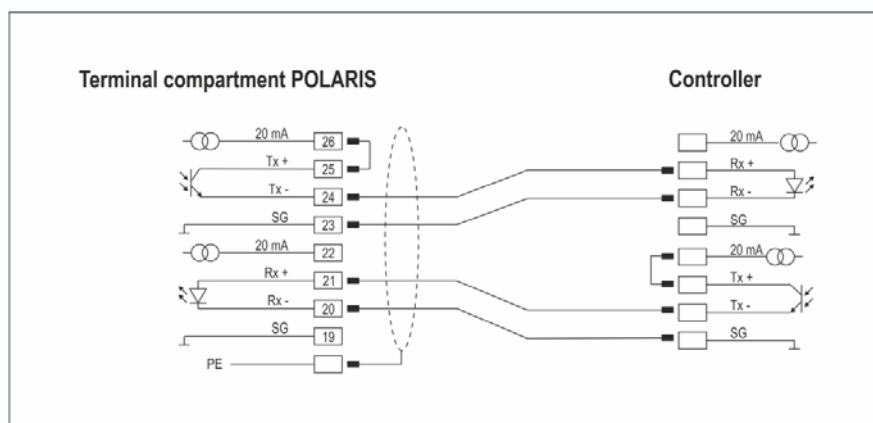 Terminal compartment POLARIS
Controller
20 mA 26
Tx + 25
Tx - 24
SG 23
20 mA 22
Rx + 21
Rx - 20
SG 19
PE
20 mA
Rx +
Rx -
SG
20 mA
Tx +
Tx -
SG